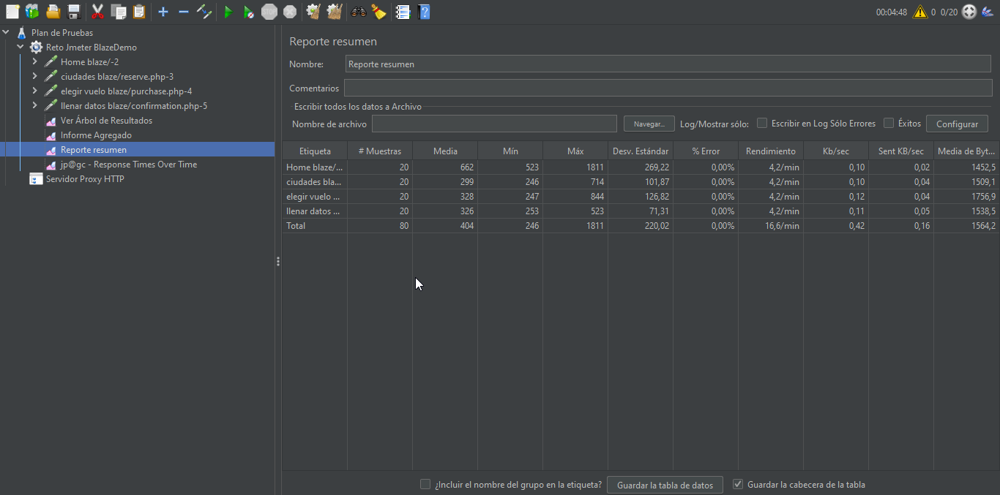 00:04:48 0 0/20
Plan de Pruebas
Reto Jmeter BlazeDemo
Home blaze/-2
ciudades blaze/reserve.php-3
elegir vuelo blaze/purchase.php-4
llenar datos blaze/confirmation.php-5
Ver Árbol de Resultados
Informe Agregado
Reporte resumen
jp@gc - Response Times Over Time
Servidor Proxy HTTP
Reporte resumen
Nombre: Reporte resumen
Comentarios
Escribir todos los datos a Archivo
Nombre de archivo Navegar... Log/Mostrar sólo: Escribir en Log Sólo Errores Éxitos Configurar
Etiqueta # Muestras Media Mín Máx Desv. Estándar % Error Rendimiento Kb/sec Sent KB/sec Media de Byt...
Home blaze/... 20 662 523 1811 269,22 0,00% 4,2/min 0,10 0,02 1452,5
ciudades bla... 20 299 246 714 101,87 0,00% 4,2/min 0,10 0,04 1509,1
elegir vuelo ... 20 328 247 844 126,82 0,00% 4,2/min 0,12 0,04 1756,9
llenar datos ... 20 326 253 523 71,31 0,00% 4,2/min 0,11 0,05 1538,5
Total 80 404 246 1811 220,02 0,00% 16,6/min 0,42 0,16 1564,2
¿Incluir el nombre del grupo en la etiqueta? Guardar la tabla de datos Guardar la cabecera de la tabla